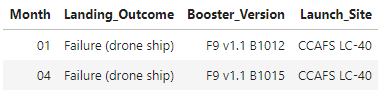 Month Landing_Outcome Booster_Version Launch_Site
01 Failure (drone ship) F9 v1.1 B1012 CCAFS LC-40
04 Failure (drone ship) F9 v1.1 B1015 CCAFS LC-40